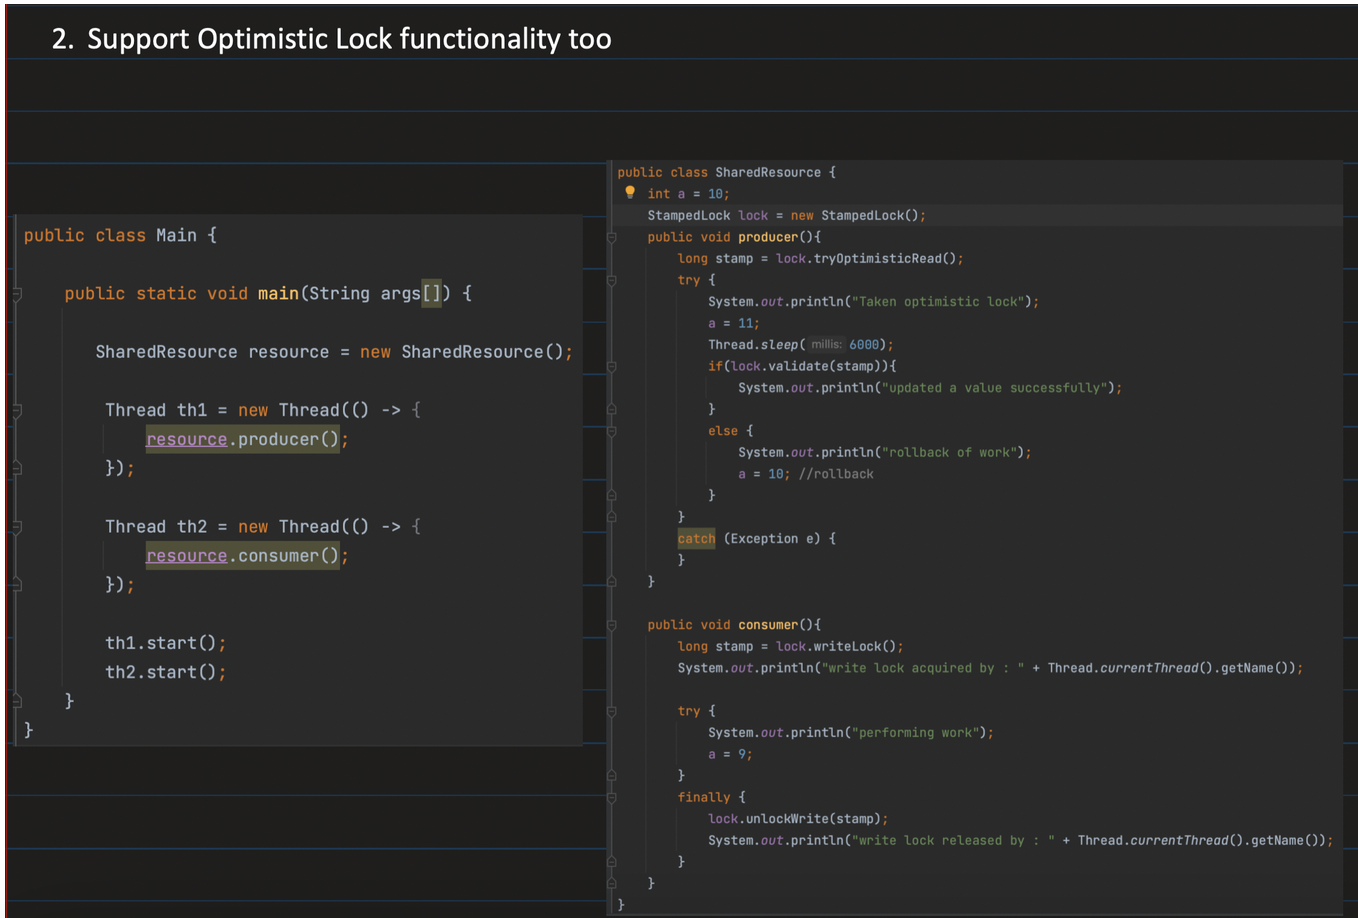 2. Support Optimistic Lock functionality too
public class Main {
public static void main(String args[]) {
SharedResource resource = new SharedResource();
Thread th1 = new Thread(() -> {
resource.producer();
});
Thread th2 = new Thread(() -> {
resource.consumer();
});
th1.start();
th2.start();
}
}
public class SharedResource {
int a = 10;
StampedLock lock = new StampedLock();
public void producer(){
long stamp = lock.tryOptimisticRead();
try {
System.out.println("Taken optimistic lock");
a = 11;
Thread.sleep( millis: 6000);
if(lock.validate(stamp)){
System.out.println("updated a value successfully");
}
else {
System.out.println("rollback of work");
a = 10; //rollback
}
}
catch (Exception e) {
}
}
public void consumer(){
long stamp = lock.writeLock();
System.out.println("write lock acquired by : " + Thread.currentThread().getName());
try {
System.out.println("performing work");
a = 9;
}
finally {
lock.unlockWrite(stamp);
System.out.println("write lock released by : " + Thread.currentThread().getName());
}
}
}